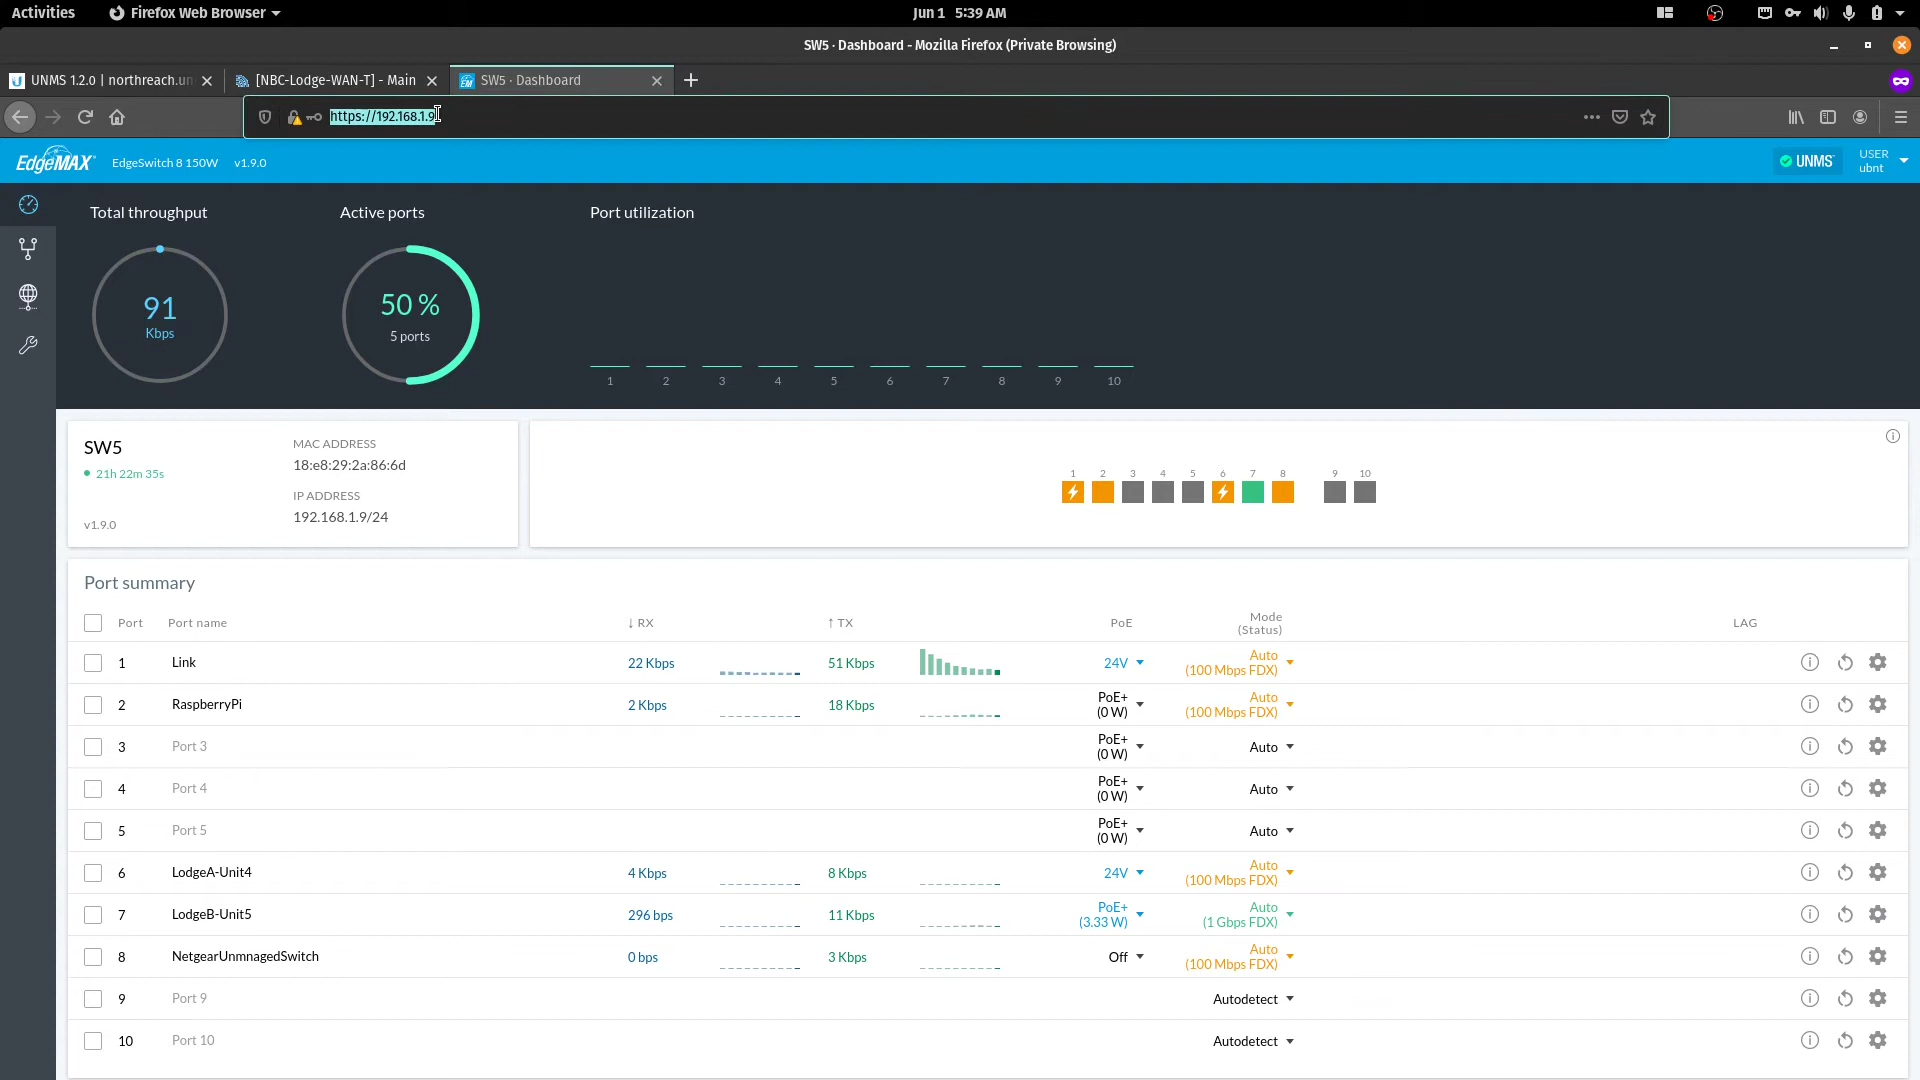 Activities Firefox Web Browser Jun 1 5:39 AM
SW5 · Dashboard - Mozilla Firefox (Private Browsing)
UNMS 1.2.0 | northreach.un [NBC-Lodge-WAN-T] - Main SW5 · Dashboard
https://192.168.1.9
EdgeMAX EdgeSwitch 8 150W v1.9.0 UNMS USER
ubnt
Total throughput Active ports Port utilization
91
Kbps
50 %
5 ports
1 2 3 4 5 6 7 8 9 10
SW5
21h 22m 35s
v1.9.0
MAC ADDRESS
18:e8:29:2a:86:6d
IP ADDRESS
192.168.1.9/24
1 2 3 4 5 6 7 8 9 10
Port summary
Port Port name ↓ RX ↑ TX PoE Mode (Status) LAG
1 Link 22 Kbps 51 Kbps 24V Auto (100 Mbps FDX)
2 RaspberryPi 2 Kbps 18 Kbps PoE+ (0 W) Auto (100 Mbps FDX)
3 Port 3 PoE+ (0 W) Auto
4 Port 4 PoE+ (0 W) Auto
5 Port 5 PoE+ (0 W) Auto
6 LodgeA-Unit4 4 Kbps 8 Kbps 24V Auto (100 Mbps FDX)
7 LodgeB-Unit5 296 bps 11 Kbps PoE+ (3.33 W) Auto (1 Gbps FDX)
8 NetgearUnmnagedSwitch 0 bps 3 Kbps Off Auto (100 Mbps FDX)
9 Port 9 Autodetect
10 Port 10 Autodetect